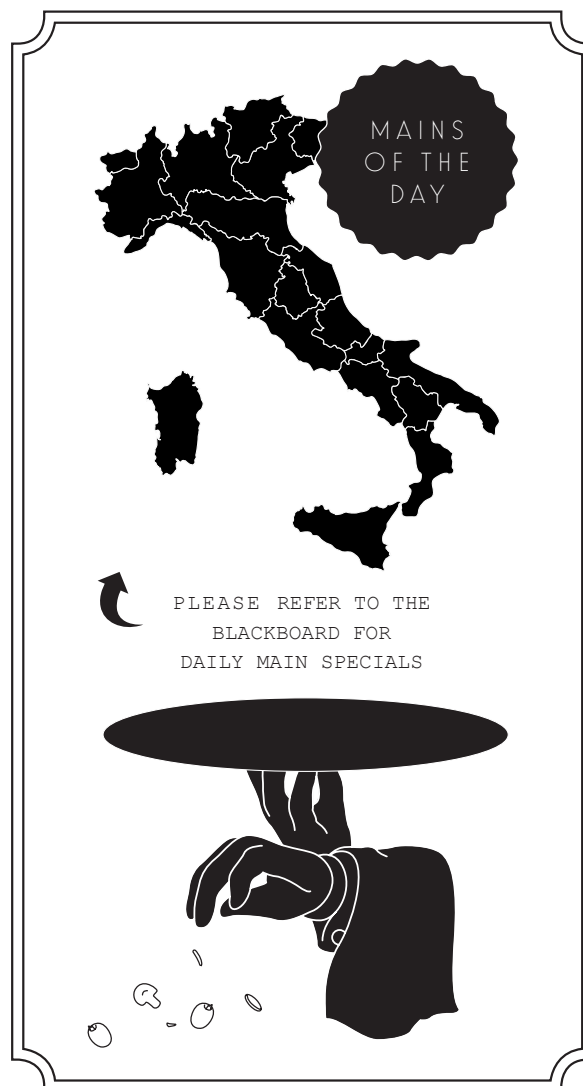 MAINS
OF THE
DAY
PLEASE REFER TO THE
BLACKBOARD FOR
DAILY MAIN SPECIALS